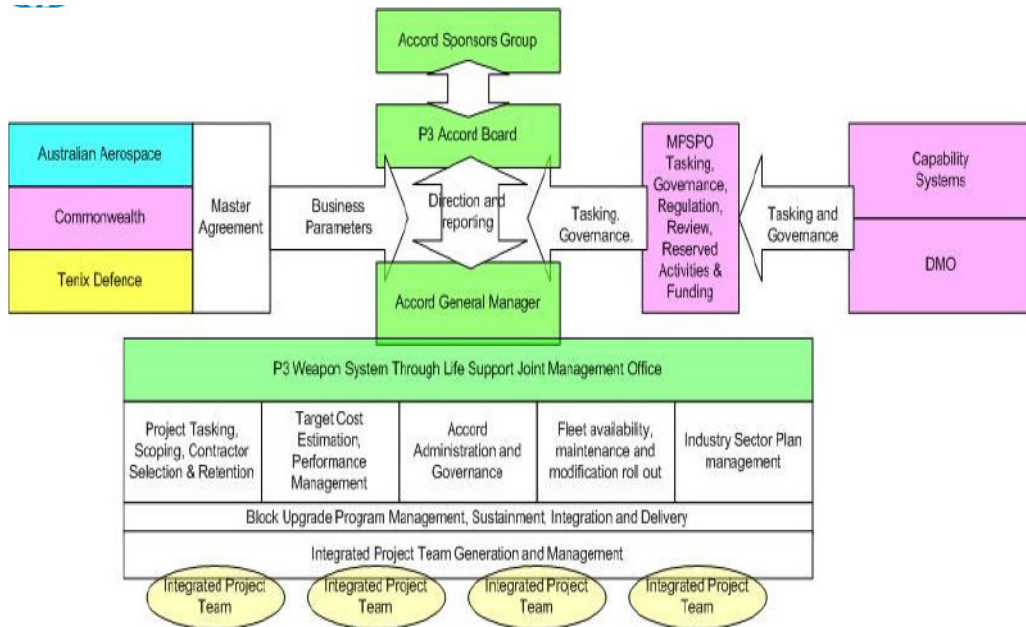 Accord Sponsors Group
P3 Accord Board
Australian Aerospace
Commonwealth
Tenix Defence
Master
Agreement
Business
Parameters
Direction and
reporting
Tasking.
Governance.
MPSPO
Tasking,
Governance,
Regulation,
Review,
Reserved
Activities &
Funding
Tasking and
Governance
Capability
Systems
DMO
Accord General Manager
P3 Weapon System Through Life Support Joint Management Office
Project Tasking,
Scoping, Contractor
Selection & Retention
Target Cost
Estimation,
Performance
Management
Accord
Administration and
Governance
Fleet availability,
maintenance and
modification roll out
Industry Sector Plan
management
Block Upgrade Program Management, Sustainment, Integration and Delivery
Integrated Project Team Generation and Management
Integrated Project
Team
Integrated Project
Team
Integrated Project
Team
Integrated Project
Team